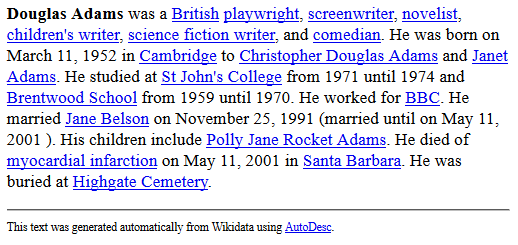 Douglas Adams was a British playwright, screenwriter, novelist,
children's writer, science fiction writer, and comedian. He was born on
March 11, 1952 in Cambridge to Christopher Douglas Adams and Janet
Adams. He studied at St John's College from 1971 until 1974 and
Brentwood School from 1959 until 1970. He worked for BBC. He
married Jane Belson on November 25, 1991 (married until on May 11,
2001 ). His children include Polly Jane Rocket Adams. He died of
myocardial infarction on May 11, 2001 in Santa Barbara. He was
buried at Highgate Cemetery.
This text was generated automatically from Wikidata using AutoDesc.